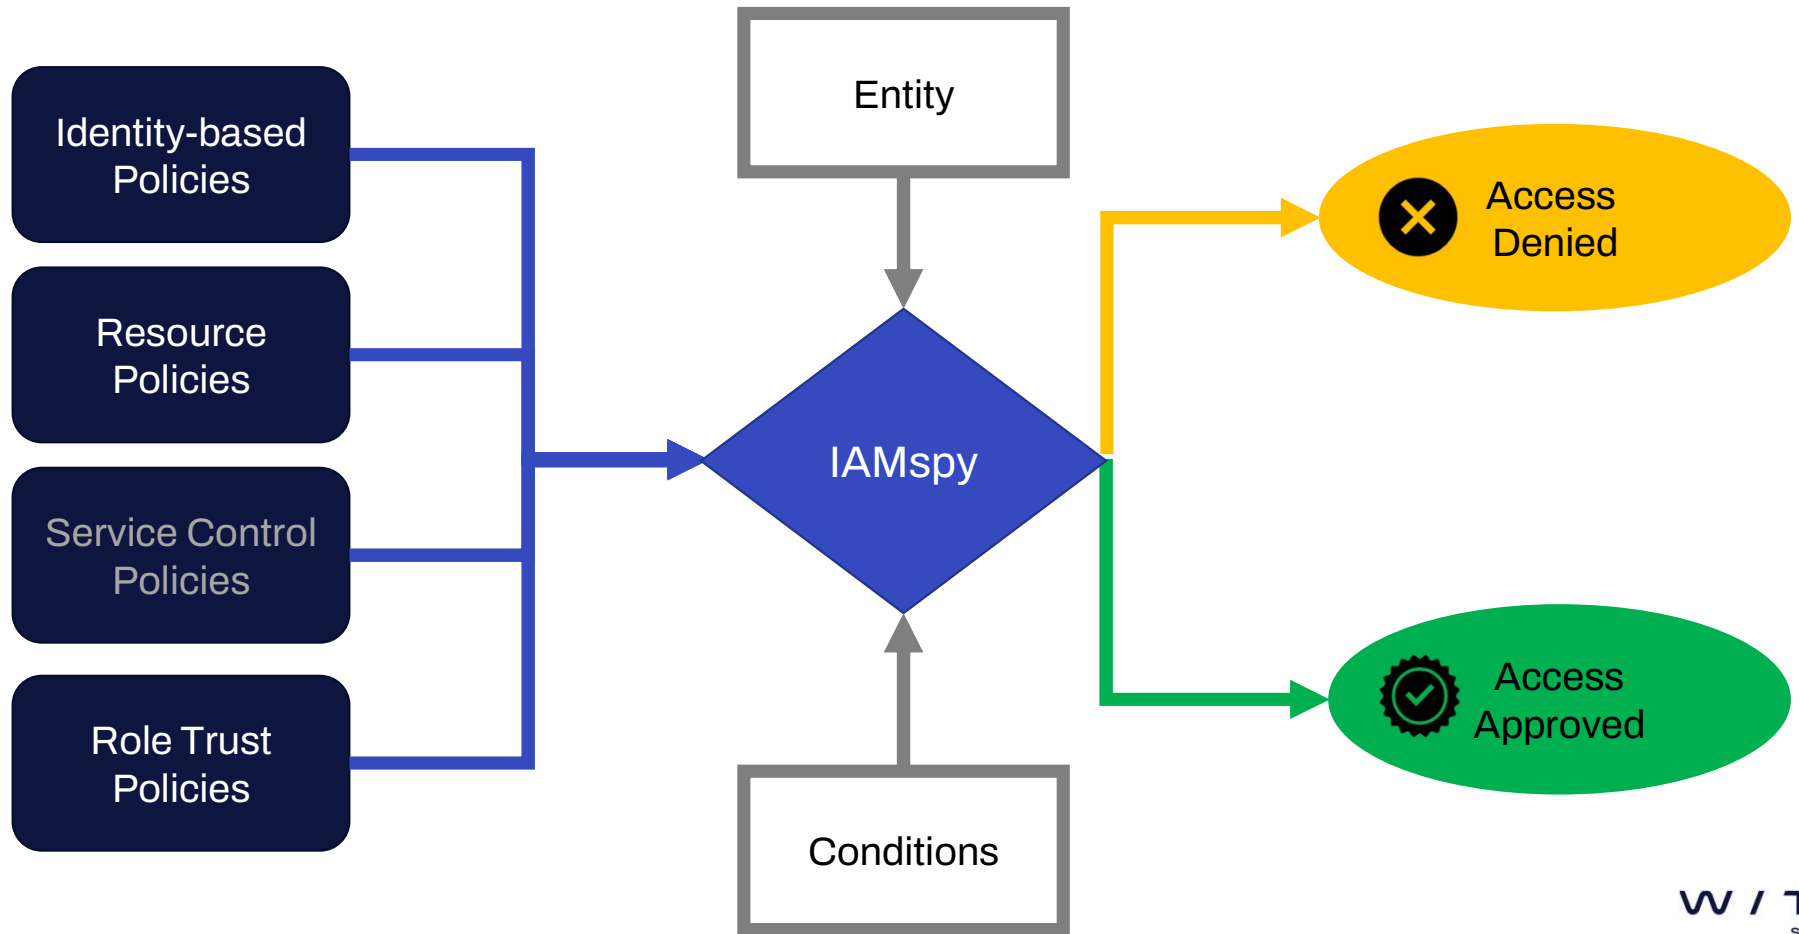 Entity
Identity-based
Policies
Access
Denied
Resource
Policies
IAMspy
Service Control
Policies
Access
Approved
Role Trust
Policies
Conditions